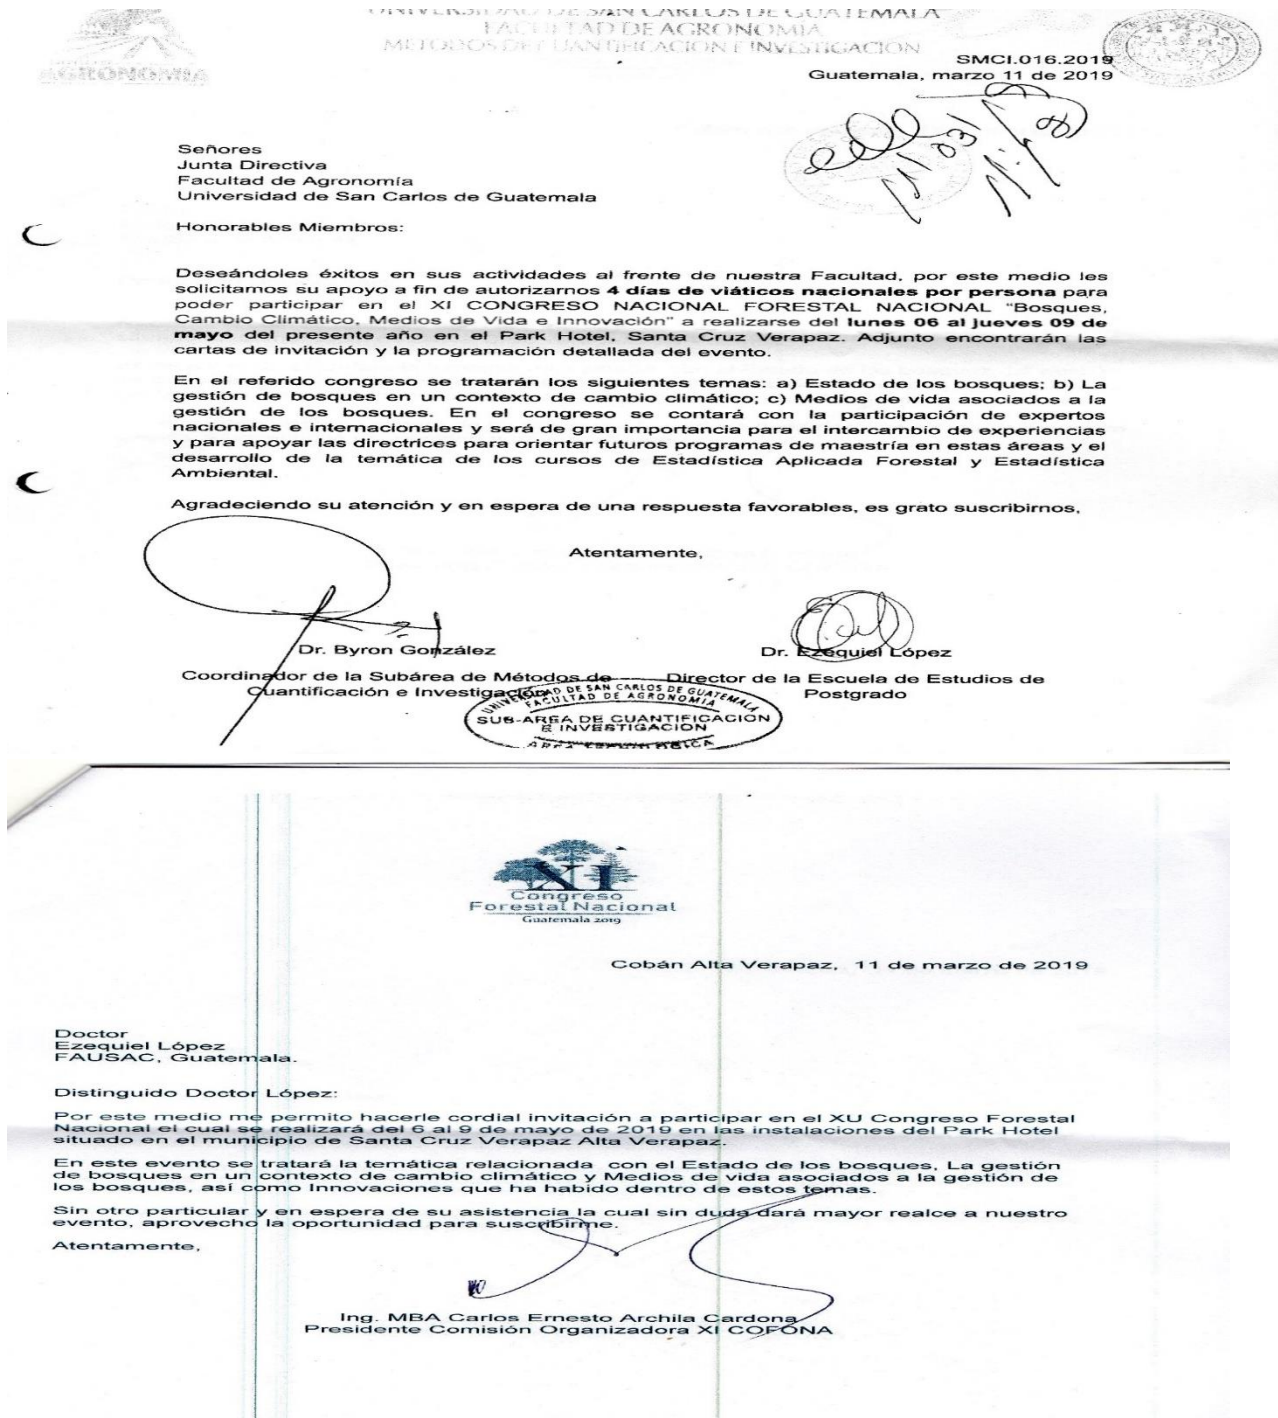 UNIVERSIDAD DE SAN CARLOS DE GUATEMALA
FACULTAD DE AGRONOMIA
METODOS DE CUANTIFICACION E INVESTIGACION
AGRONOMIA
SMCI.016.2019
Guatemala, marzo 11 de 2019
Señores
Junta Directiva
Facultad de Agronomía
Universidad de San Carlos de Guatemala
Honorables Miembros:
Deseándoles éxitos en sus actividades al frente de nuestra Facultad, por este medio les
solicitamos su apoyo a fin de autorizarnos 4 días de viáticos nacionales por persona para
poder participar en el XI CONGRESO NACIONAL FORESTAL NACIONAL "Bosques,
Cambio Climático, Medios de Vida e Innovación" a realizarse del lunes 06 al jueves 09 de
mayo del presente año en el Park Hotel, Santa Cruz Verapaz. Adjunto encontrarán las
cartas de invitación y la programación detallada del evento.
En el referido congreso se tratarán los siguientes temas: a) Estado de los bosques; b) La
gestión de bosques en un contexto de cambio climático; c) Medios de vida asociados a la
gestión de los bosques. En el congreso se contará con la participación de expertos
nacionales e internacionales y será de gran importancia para el intercambio de experiencias
y para apoyar las directrices para orientar futuros programas de maestría en estas áreas y el
desarrollo de la temática de los cursos de Estadística Aplicada Forestal y Estadística
Ambiental.
Agradeciendo su atención y en espera de una respuesta favorables, es grato suscribirnos,
Atentamente,
Dr. Byron González
Dr. Ezequiel López
Coordinador de la Subárea de Métodos de
Cuantificación e Investigación
Director de la Escuela de Estudios de
Postgrado
UNIVERSIDAD DE SAN CARLOS DE GUATEMALA
FACULTAD DE AGRONOMIA
SUB-AREA DE CUANTIFICACION
E INVESTIGACION
XI
Congreso
Forestal Nacional
Guatemala 2019
Cobán Alta Verapaz, 11 de marzo de 2019
Doctor
Ezequiel López
FAUSAC, Guatemala.
Distinguido Doctor López:
Por este medio me permito hacerle cordial invitación a participar en el XU Congreso Forestal
Nacional el cual se realizará del 6 al 9 de mayo de 2019 en las instalaciones del Park Hotel
situado en el municipio de Santa Cruz Verapaz Alta Verapaz.
En este evento se tratará la temática relacionada con el Estado de los bosques, La gestión
de bosques en un contexto de cambio climático y Medios de vida asociados a la gestión de
los bosques, así como Innovaciones que ha habido dentro de estos temas.
Sin otro particular y en espera de su asistencia la cual sin duda dará mayor realce a nuestro
evento, aprovecho la oportunidad para suscribirme.
Atentamente,
Ing. MBA Carlos Ernesto Archila Cardona
Presidente Comisión Organizadora XI COFONA